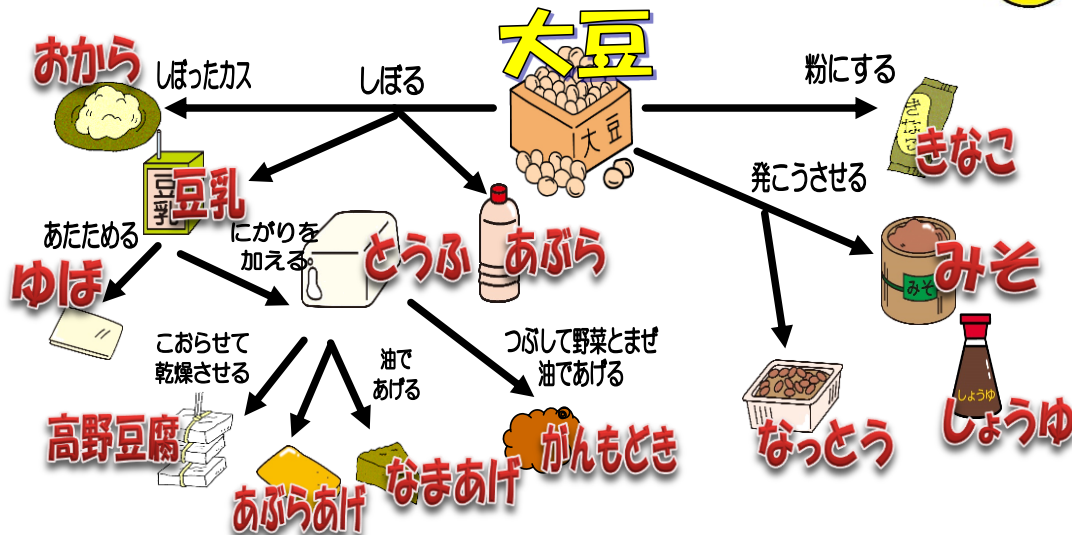 大豆
大豆
おから
しぼったカス
しぼる
粉にする
きなこ
きなこ
豆乳
豆乳
発こうさせる
あたためる
にがりを
加える
とうふ
あぶら
みそ
みそ
ゆば
こおらせて
乾燥させる
油で
あげる
つぶして野菜とまぜ
油であげる
しょうゆ
しょうゆ
高野豆腐
あぶらあげ
なまあげ
がんもどき
なっとう